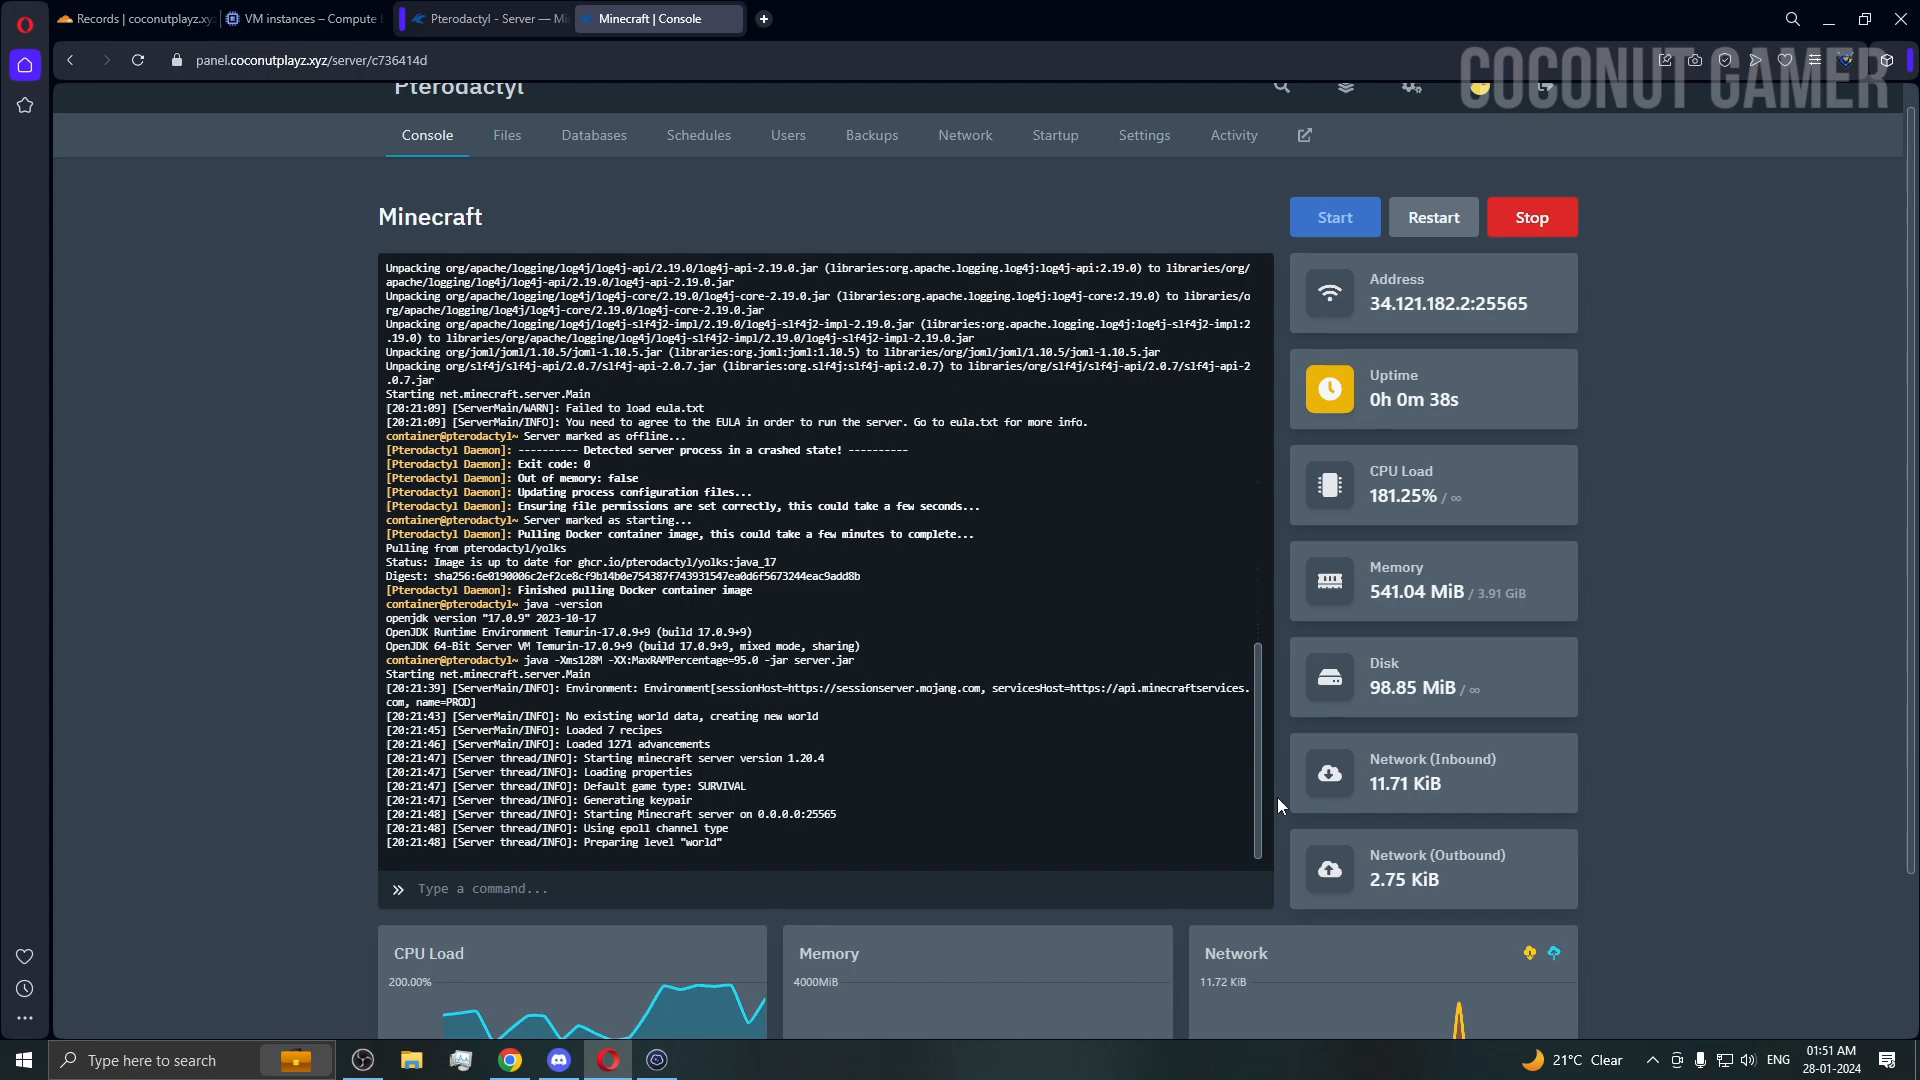 Records | coconutplayz.xyz
VM instances – Compute
Pterodactyl - Server — Mi
Minecraft | Console
panel.coconutplayz.xyz/server/c736414d
COCONUT GAMER
Pterodactyl
Console
Files
Databases
Schedules
Users
Backups
Network
Startup
Settings
Activity
Minecraft
Start
Restart
Stop
Unpacking org/apache/logging/log4j/log4j-api/2.19.0/log4j-api-2.19.0.jar (libraries:org.apache.logging.log4j:log4j-api:2.19.0) to libraries/org/
apache/logging/log4j/log4j-api/2.19.0/log4j-api-2.19.0.jar
Unpacking org/apache/logging/log4j/log4j-core/2.19.0/log4j-core-2.19.0.jar (libraries:org.apache.logging.log4j:log4j-core:2.19.0) to libraries/o
rg/apache/logging/log4j/log4j-core/2.19.0/log4j-core-2.19.0.jar
Unpacking org/apache/logging/log4j/log4j-slf4j2-impl/2.19.0/log4j-slf4j2-impl-2.19.0.jar (libraries:org.apache.logging.log4j:log4j-slf4j2-impl:2
.19.0) to libraries/org/apache/logging/log4j/log4j-slf4j2-impl/2.19.0/log4j-slf4j2-impl-2.19.0.jar
Unpacking org/joml/joml/1.10.5/joml-1.10.5.jar (libraries:org.joml:joml:1.10.5) to libraries/org/joml/joml/1.10.5/joml-1.10.5.jar
Unpacking org/slf4j/slf4j-api/2.0.7/slf4j-api-2.0.7.jar (libraries:org.slf4j:slf4j-api:2.0.7) to libraries/org/slf4j/slf4j-api/2.0.7/slf4j-api-2
.0.7.jar
Starting net.minecraft.server.Main
[20:21:09] [ServerMain/WARN]: Failed to load eula.txt
[20:21:09] [ServerMain/INFO]: You need to agree to the EULA in order to run the server. Go to eula.txt for more info.
container@pterodactyl~ Server marked as offline...
[Pterodactyl Daemon]: ---------- Detected server process in a crashed state! ----------
[Pterodactyl Daemon]: Exit code: 0
[Pterodactyl Daemon]: Out of memory: false
[Pterodactyl Daemon]: Updating process configuration files...
[Pterodactyl Daemon]: Ensuring file permissions are set correctly, this could take a few seconds...
container@pterodactyl~ Server marked as starting...
[Pterodactyl Daemon]: Pulling Docker container image, this could take a few minutes to complete...
Pulling from pterodactyl/yolks
Status: Image is up to date for ghcr.io/pterodactyl/yolks:java_17
Digest: sha256:6e0190006c2ef2ce8cf9b14b0e754387f743931547ea0d6f5673244eac9add8b
[Pterodactyl Daemon]: Finished pulling Docker container image
container@pterodactyl~ java -version
openjdk version "17.0.9" 2023-10-17
OpenJDK Runtime Environment Temurin-17.0.9+9 (build 17.0.9+9)
OpenJDK 64-Bit Server VM Temurin-17.0.9+9 (build 17.0.9+9, mixed mode, sharing)
container@pterodactyl~ java -Xms128M -XX:MaxRAMPercentage=95.0 -jar server.jar
Starting net.minecraft.server.Main
[20:21:39] [ServerMain/INFO]: Environment: Environment[sessionHost=https://sessionserver.mojang.com, servicesHost=https://api.minecraftservices.
com, name=PROD]
[20:21:43] [ServerMain/INFO]: No existing world data, creating new world
[20:21:45] [ServerMain/INFO]: Loaded 7 recipes
[20:21:46] [ServerMain/INFO]: Loaded 1271 advancements
[20:21:47] [Server thread/INFO]: Starting minecraft server version 1.20.4
[20:21:47] [Server thread/INFO]: Loading properties
[20:21:47] [Server thread/INFO]: Default game type: SURVIVAL
[20:21:47] [Server thread/INFO]: Generating keypair
[20:21:48] [Server thread/INFO]: Starting Minecraft server on 0.0.0.0:25565
[20:21:48] [Server thread/INFO]: Using epoll channel type
[20:21:48] [Server thread/INFO]: Preparing level "world"
Type a command...
Address
34.121.182.2:25565
Uptime
0h 0m 38s
CPU Load
181.25% / ∞
Memory
541.04 MiB / 3.91 GiB
Disk
98.85 MiB / ∞
Network (Inbound)
11.71 KiB
Network (Outbound)
2.75 KiB
CPU Load
200.00%
Memory
4000MiB
Network
11.72 KiB
Type here to search
21°C Clear
ENG
01:51 AM
28-01-2024